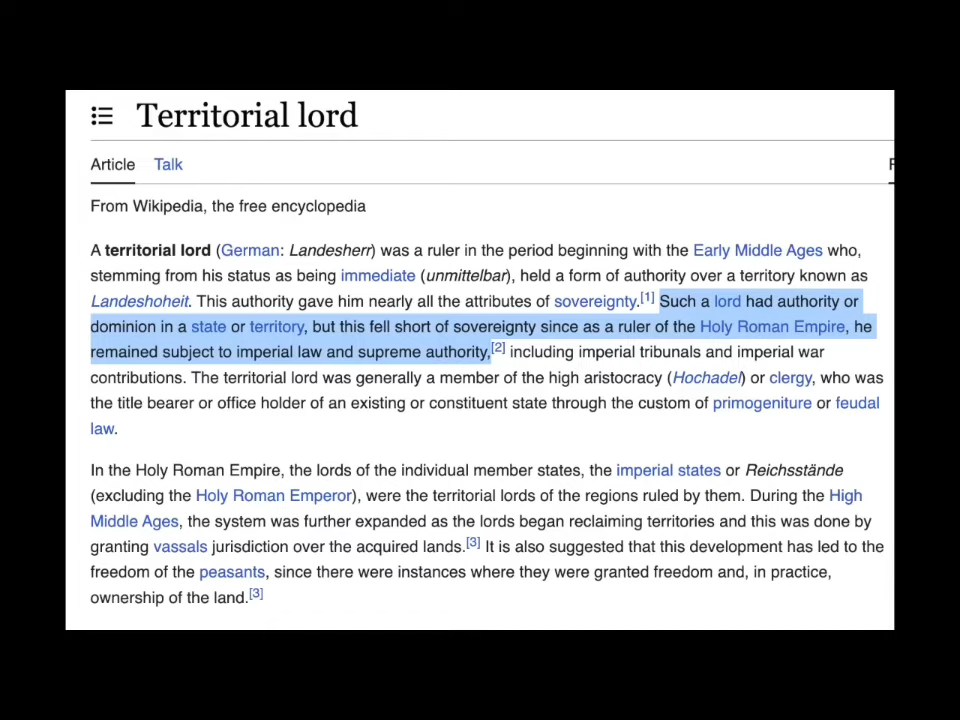 Territorial lord
Article Talk
From Wikipedia, the free encyclopedia
A territorial lord (German: Landesherr) was a ruler in the period beginning with the Early Middle Ages who,
stemming from his status as being immediate (unmittelbar), held a form of authority over a territory known as
Landeshoheit. This authority gave him nearly all the attributes of sovereignty.[1] Such a lord had authority or
dominion in a state or territory, but this fell short of sovereignty since as a ruler of the Holy Roman Empire, he
remained subject to imperial law and supreme authority,[2] including imperial tribunals and imperial war
contributions. The territorial lord was generally a member of the high aristocracy (Hochadel) or clergy, who was
the title bearer or office holder of an existing or constituent state through the custom of primogeniture or feudal
law.
In the Holy Roman Empire, the lords of the individual member states, the imperial states or Reichsstände
(excluding the Holy Roman Emperor), were the territorial lords of the regions ruled by them. During the High
Middle Ages, the system was further expanded as the lords began reclaiming territories and this was done by
granting vassals jurisdiction over the acquired lands.[3] It is also suggested that this development has led to the
freedom of the peasants, since there were instances where they were granted freedom and, in practice,
ownership of the land.[3]